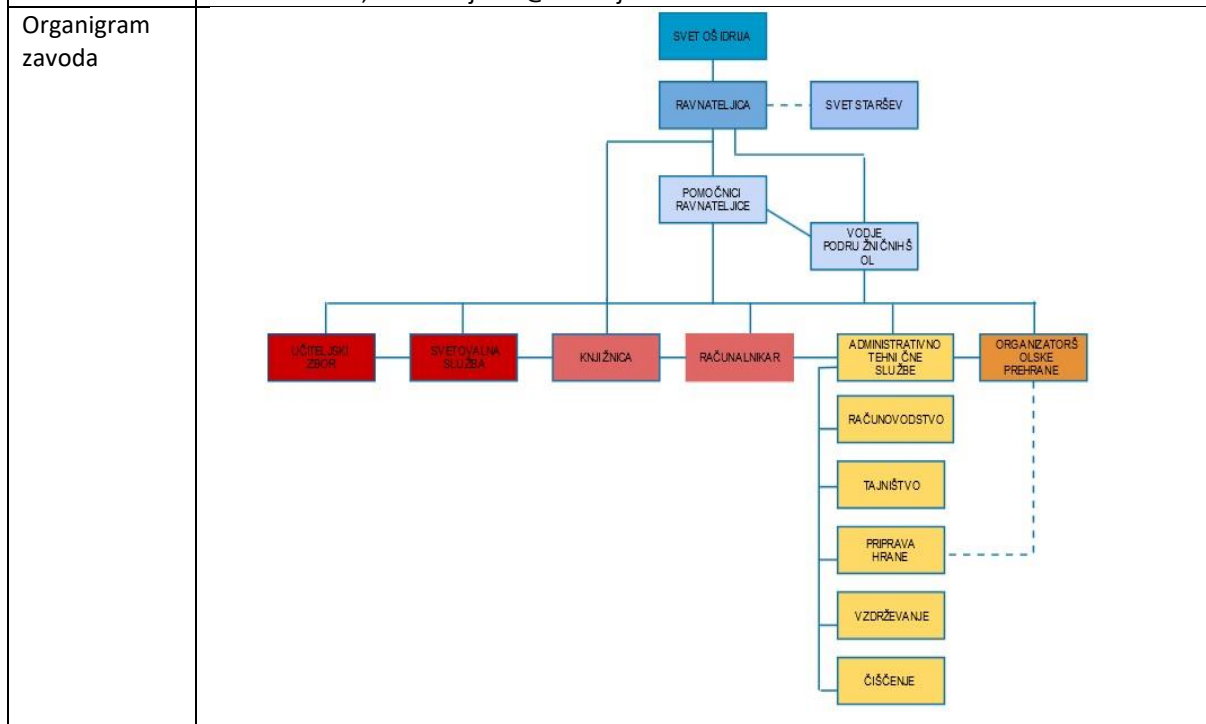 Organigram
zavoda
SVET OŠ IDRIJA
RAVNATELJICA
SVET STARŠEV
POMOČNICI
RAVNATELJICE
VODJE
PODRUŽNIČNIH Š
OL
UČITELJSKI
ZBOR
SVETOVALNA
SLUŽBA
KNJIŽNICA
RAČUNALNIKAR
ADMINISTRATIVNO
TEHNIČNE
SLUŽBE
ORGANIZATOR Š
OLSKE
PREHRANE
RAČUNOVODSTVO
TAJNIŠTVO
PRIPRAVA
HRANE
VZDRŽEVANJE
ČIŠČENJE